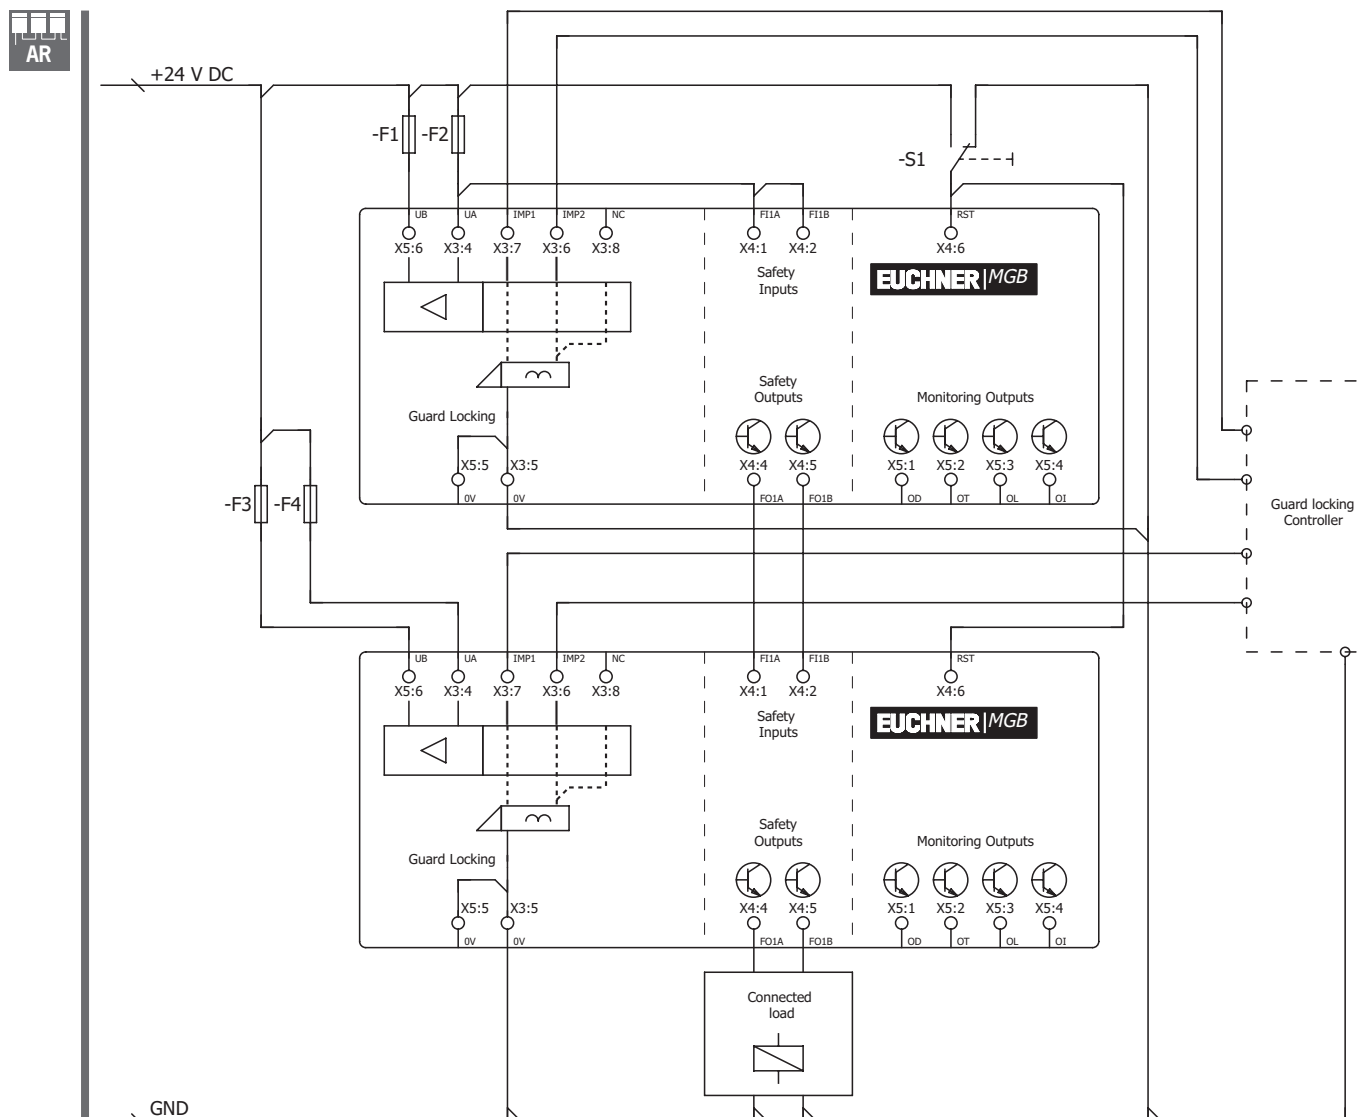 AR
+24 V DC
-F1
-F2
-S1
UB
UA
IMP1
IMP2
NC
FI1A
FI1B
RST
X5:6
X3:4
X3:7
X3:6
X3:8
X4:1
X4:2
X4:6
Safety
Inputs
EUCHNER MGB
Safety
Outputs
Guard Locking
Monitoring Outputs
X5:5
X3:5
X4:4
X4:5
X5:1
X5:2
X5:3
X5:4
0V
0V
FO1A
FO1B
OD
OT
OL
OI
-F3
-F4
Guard locking
Controller
UB
UA
IMP1
IMP2
NC
FI1A
FI1B
RST
X5:6
X3:4
X3:7
X3:6
X3:8
X4:1
X4:2
X4:6
Safety
Inputs
EUCHNER MGB
Safety
Outputs
Guard Locking
Monitoring Outputs
X5:5
X3:5
X4:4
X4:5
X5:1
X5:2
X5:3
X5:4
0V
0V
FO1A
FO1B
OD
OT
OL
OI
Connected
load
GND